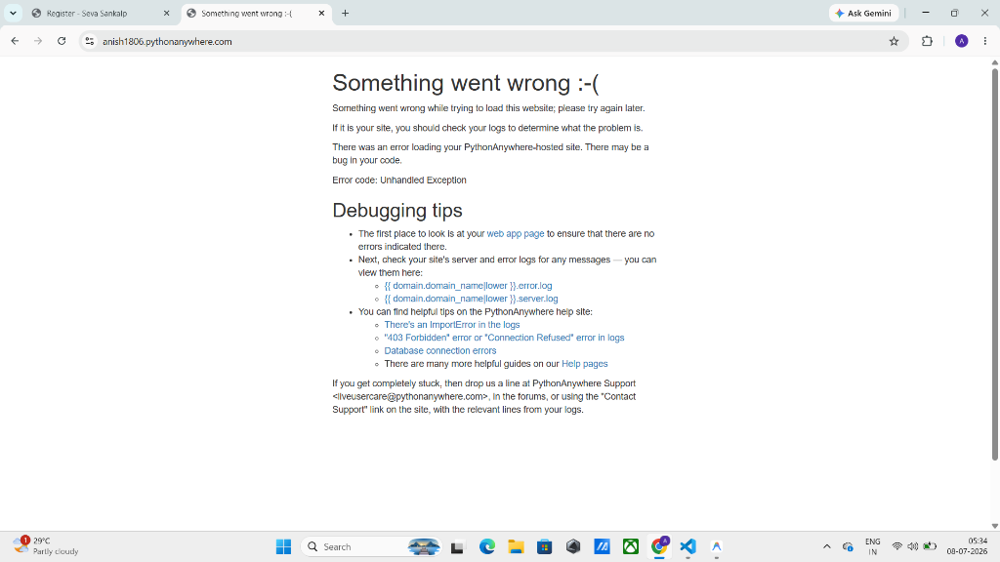 Register - Seva Sankalp
Something went wrong :-(
Ask Gemini
anish1806.pythonanywhere.com
A
Something went wrong :-(
Something went wrong while trying to load this website; please try again later.
If it is your site, you should check your logs to determine what the problem is.
There was an error loading your PythonAnywhere-hosted site. There may be a
bug in your code.
Error code: Unhandled Exception
Debugging tips
The first place to look is at your web app page to ensure that there are no
errors indicated there.
Next, check your site's server and error logs for any messages — you can
view them here:
{{ domain.domain_name|lower }}.error.log
{{ domain.domain_name|lower }}.server.log
You can find helpful tips on the PythonAnywhere help site:
There's an ImportError in the logs
"403 Forbidden" error or "Connection Refused" error in logs
Database connection errors
There are many more helpful guides on our Help pages
If you get completely stuck, then drop us a line at PythonAnywhere Support
<liveusercare@pythonanywhere.com>, in the forums, or using the "Contact
Support" link on the site, with the relevant lines from your logs.
1
29°C
Partly cloudy
Search
A
ENG
IN
05:34
08-07-2026